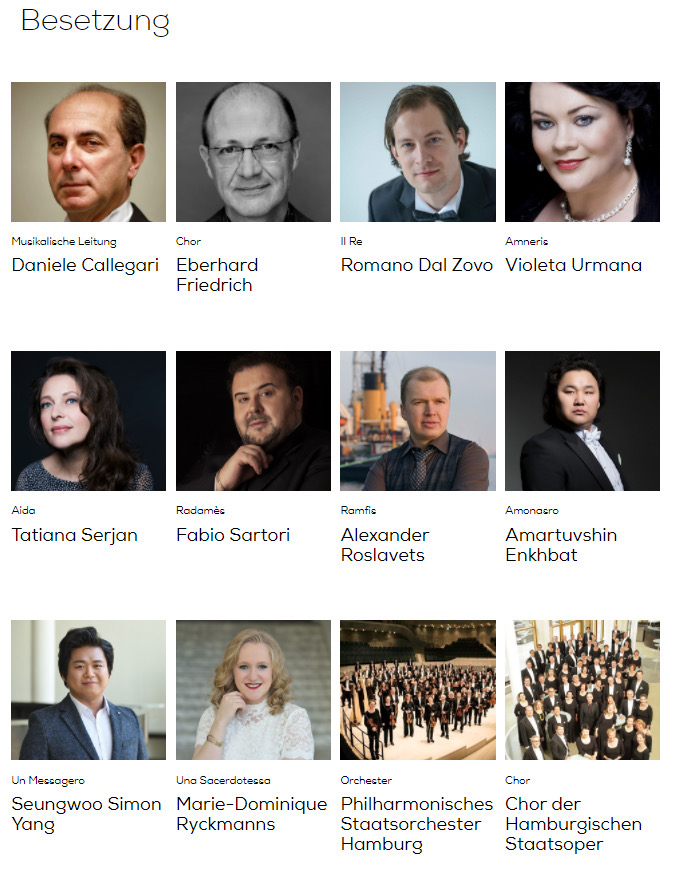 Besetzung
Musikalische Leitung
Daniele Callegari
Chor
Eberhard
Friedrich
Il Re
Romano Dal Zovo
Amneris
Violeta Urmana
Aida
Tatiana Serjan
Radamès
Fabio Sartori
Ramfis
Alexander
Roslavets
Amonasro
Amartuvshin
Enkhbat
Un Messagero
Seungwoo Simon
Yang
Una Sacerdotessa
Marie-Dominique
Ryckmanns
Orchester
Philharmonisches
Staatsorchester
Hamburg
Chor
Chor der
Hamburgischen
Staatsoper